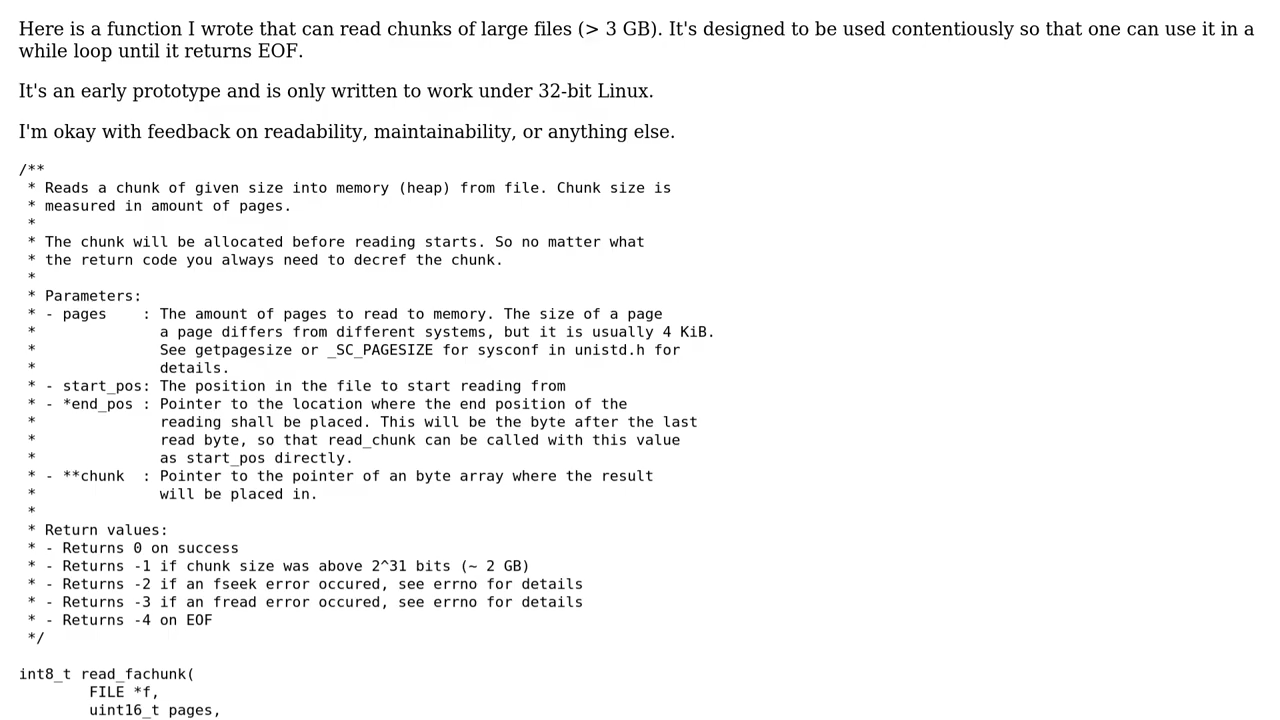 Here is a function I wrote that can read chunks of large files (> 3 GB). It's designed to be used contentiously so that one can use it in a
while loop until it returns EOF.
It's an early prototype and is only written to work under 32-bit Linux.
I'm okay with feedback on readability, maintainability, or anything else.
/**
 * Reads a chunk of given size into memory (heap) from file. Chunk size is
 * measured in amount of pages.
 *
 * The chunk will be allocated before reading starts. So no matter what
 * the return code you always need to decref the chunk.
 *
 * Parameters:
 * - pages    : The amount of pages to read to memory. The size of a page
 *              a page differs from different systems, but it is usually 4 KiB.
 *              See getpagesize or _SC_PAGESIZE for sysconf in unistd.h for
 *              details.
 * - start_pos: The position in the file to start reading from
 * - *end_pos : Pointer to the location where the end position of the
 *              reading shall be placed. This will be the byte after the last
 *              read byte, so that read_chunk can be called with this value
 *              as start_pos directly.
 * - **chunk  : Pointer to the pointer of an byte array where the result
 *              will be placed in.
 *
 * Return values:
 * - Returns 0 on success
 * - Returns -1 if chunk size was above 2^31 bits (~ 2 GB)
 * - Returns -2 if an fseek error occured, see errno for details
 * - Returns -3 if an fread error occured, see errno for details
 * - Returns -4 on EOF
 */
int8_t read_fachunk(
        FILE *f,
        uint16_t pages,